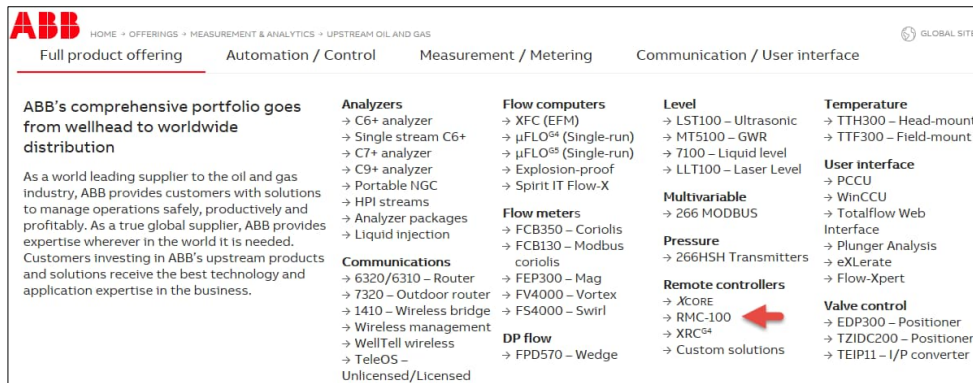 ABB
HOME → OFFERINGS → MEASUREMENT & ANALYTICS → UPSTREAM OIL AND GAS
GLOBAL SITE
Full product offering
Automation / Control
Measurement / Metering
Communication / User interface
ABB's comprehensive portfolio goes
from wellhead to worldwide
distribution
As a world leading supplier to the oil and gas
industry, ABB provides customers with solutions
to manage operations safely, productively and
profitably. As a true global supplier, ABB provides
expertise wherever in the world it is needed.
Customers investing in ABB's upstream products
and solutions receive the best technology and
application expertise in the business.
Analyzers
→ C6+ analyzer
→ Single stream C6+
→ C7+ analyzer
→ C9+ analyzer
→ Portable NGC
→ HPI streams
→ Analyzer packages
→ Liquid injection
Communications
→ 6320/6310 – Router
→ 7320 – Outdoor router
→ 1410 – Wireless bridge
→ Wireless management
→ WellTell wireless
→ TeleOS –
Unlicensed/Licensed
Flow computers
→ XFC (EFM)
→ µFLOᴳ⁴ (Single-run)
→ µFLOᴳ⁵ (Single-run)
→ Explosion-proof
→ Spirit IT Flow-X
Flow meters
→ FCB350 – Coriolis
→ FCB130 – Modbus
coriolis
→ FEP300 – Mag
→ FV4000 – Vortex
→ FS4000 – Swirl
DP flow
→ FPD570 – Wedge
Level
→ LST100 – Ultrasonic
→ MT5100 – GWR
→ 7100 – Liquid level
→ LLT100 – Laser Level
Multivariable
→ 266 MODBUS
Pressure
→ 266HSH Transmitters
Remote controllers
→ XCORE
→ RMC-100
→ XRCᴳ⁴
→ Custom solutions
Temperature
→ TTH300 – Head-mount
→ TTF300 – Field-mount
User interface
→ PCCU
→ WinCCU
→ Totalflow Web
Interface
→ Plunger Analysis
→ eXLerate
→ Flow-Xpert
Valve control
→ EDP300 – Positioner
→ TZIDC200 – Positioner
→ TEIP11 – I/P converter